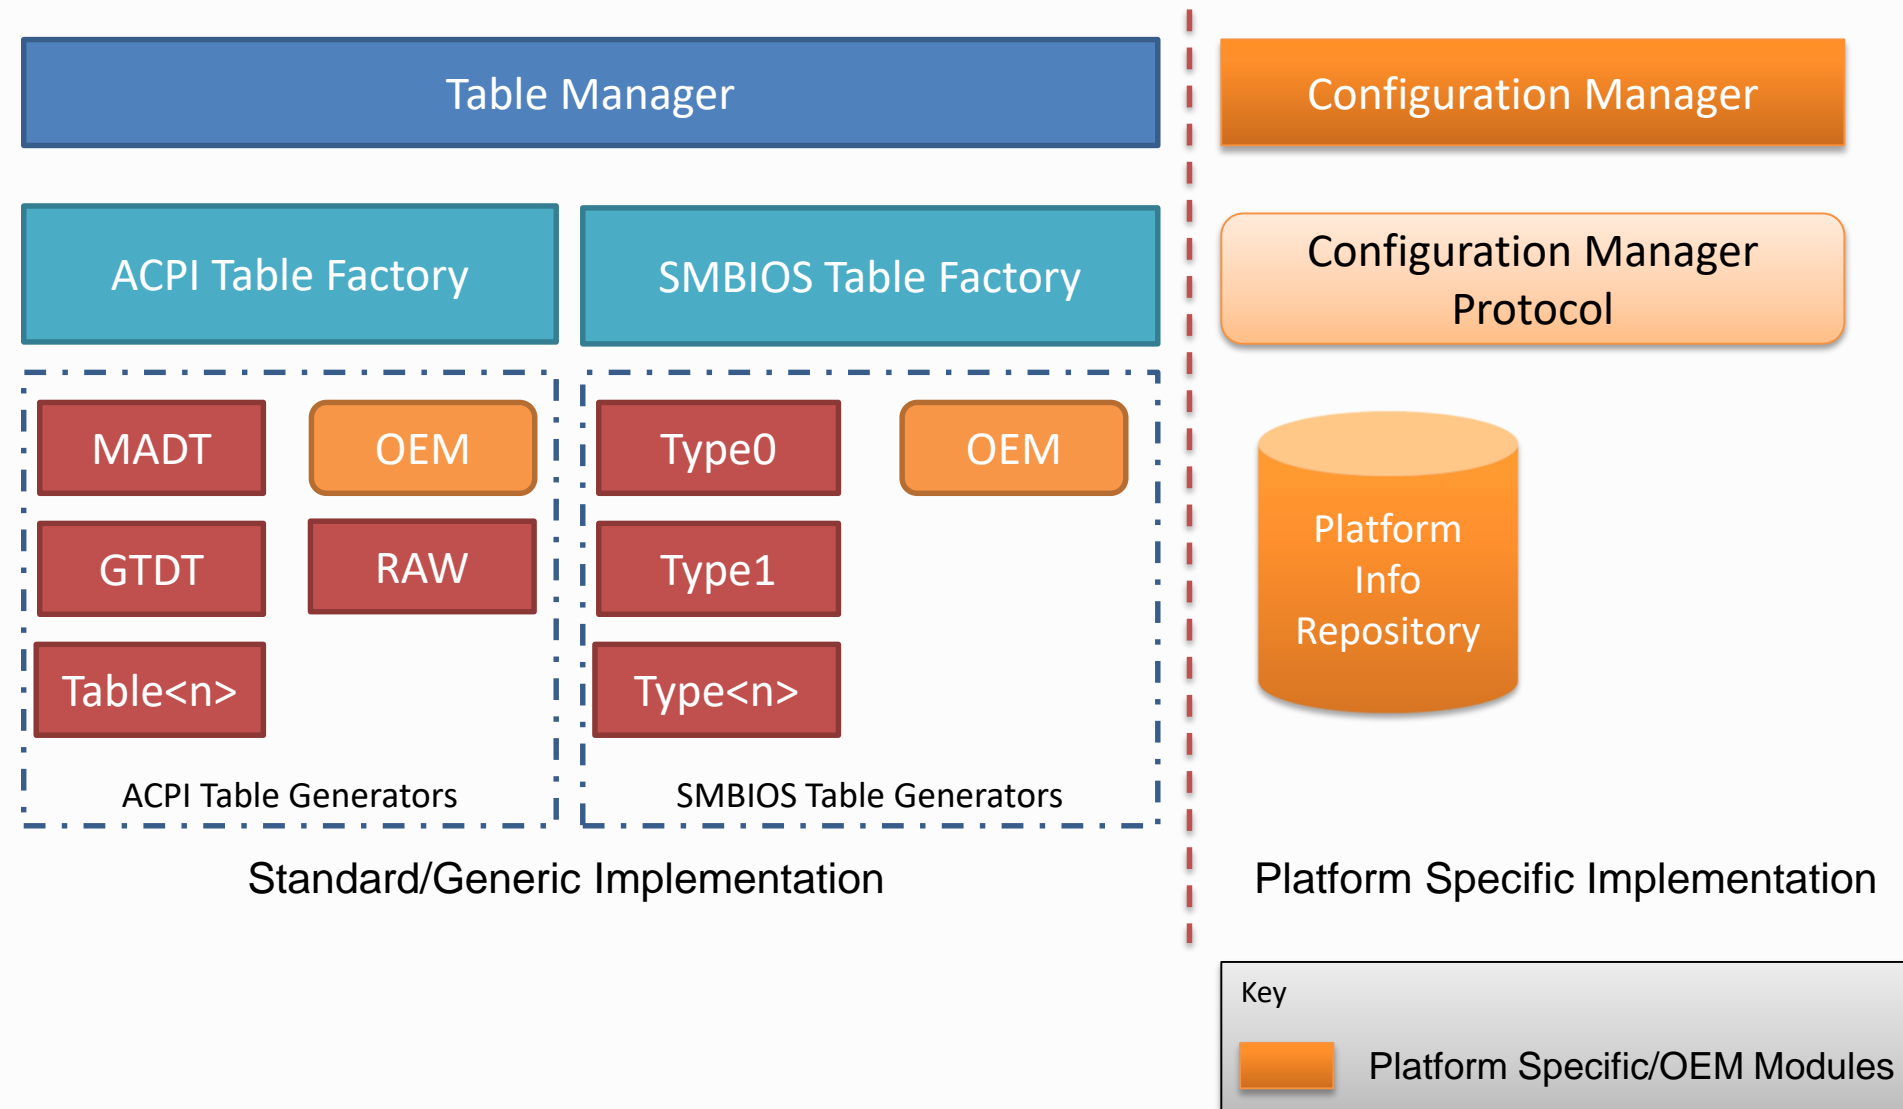 Table Manager
Configuration Manager
ACPI Table Factory
SMBIOS Table Factory
Configuration Manager
Protocol
MADT
OEM
GTDT
RAW
Table<n>
ACPI Table Generators
Type0
OEM
Type1
Type<n>
SMBIOS Table Generators
Platform
Info
Repository
Standard/Generic Implementation
Platform Specific Implementation
Key
Platform Specific/OEM Modules